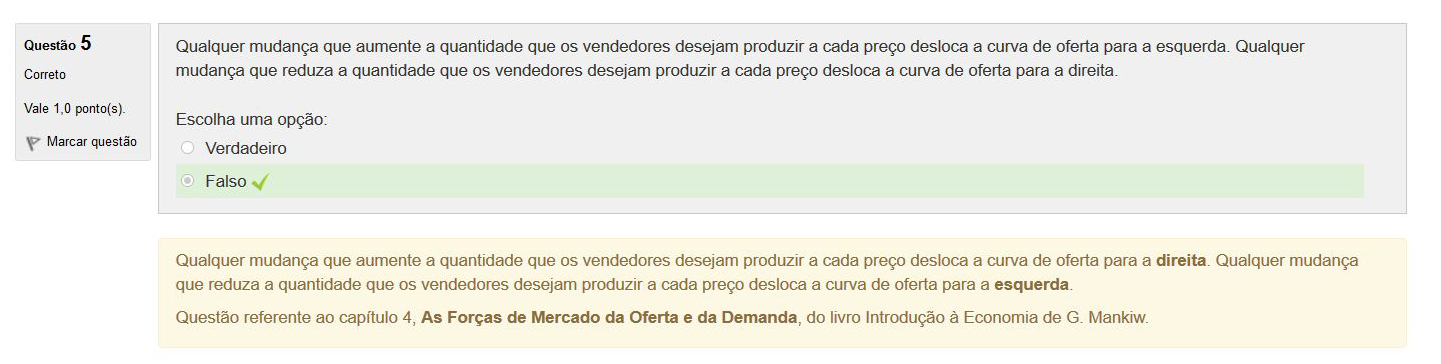 Questão 5
Correto
Vale 1,0 ponto(s).
Marcar questão
Qualquer mudança que aumente a quantidade que os vendedores desejam produzir a cada preço desloca a curva de oferta para a esquerda. Qualquer
mudança que reduza a quantidade que os vendedores desejam produzir a cada preço desloca a curva de oferta para a direita.
Escolha uma opção:
Verdadeiro
Falso
Qualquer mudança que aumente a quantidade que os vendedores desejam produzir a cada preço desloca a curva de oferta para a direita. Qualquer mudança
que reduza a quantidade que os vendedores desejam produzir a cada preço desloca a curva de oferta para a esquerda.
Questão referente ao capítulo 4, As Forças de Mercado da Oferta e da Demanda, do livro Introdução à Economia de G. Mankiw.